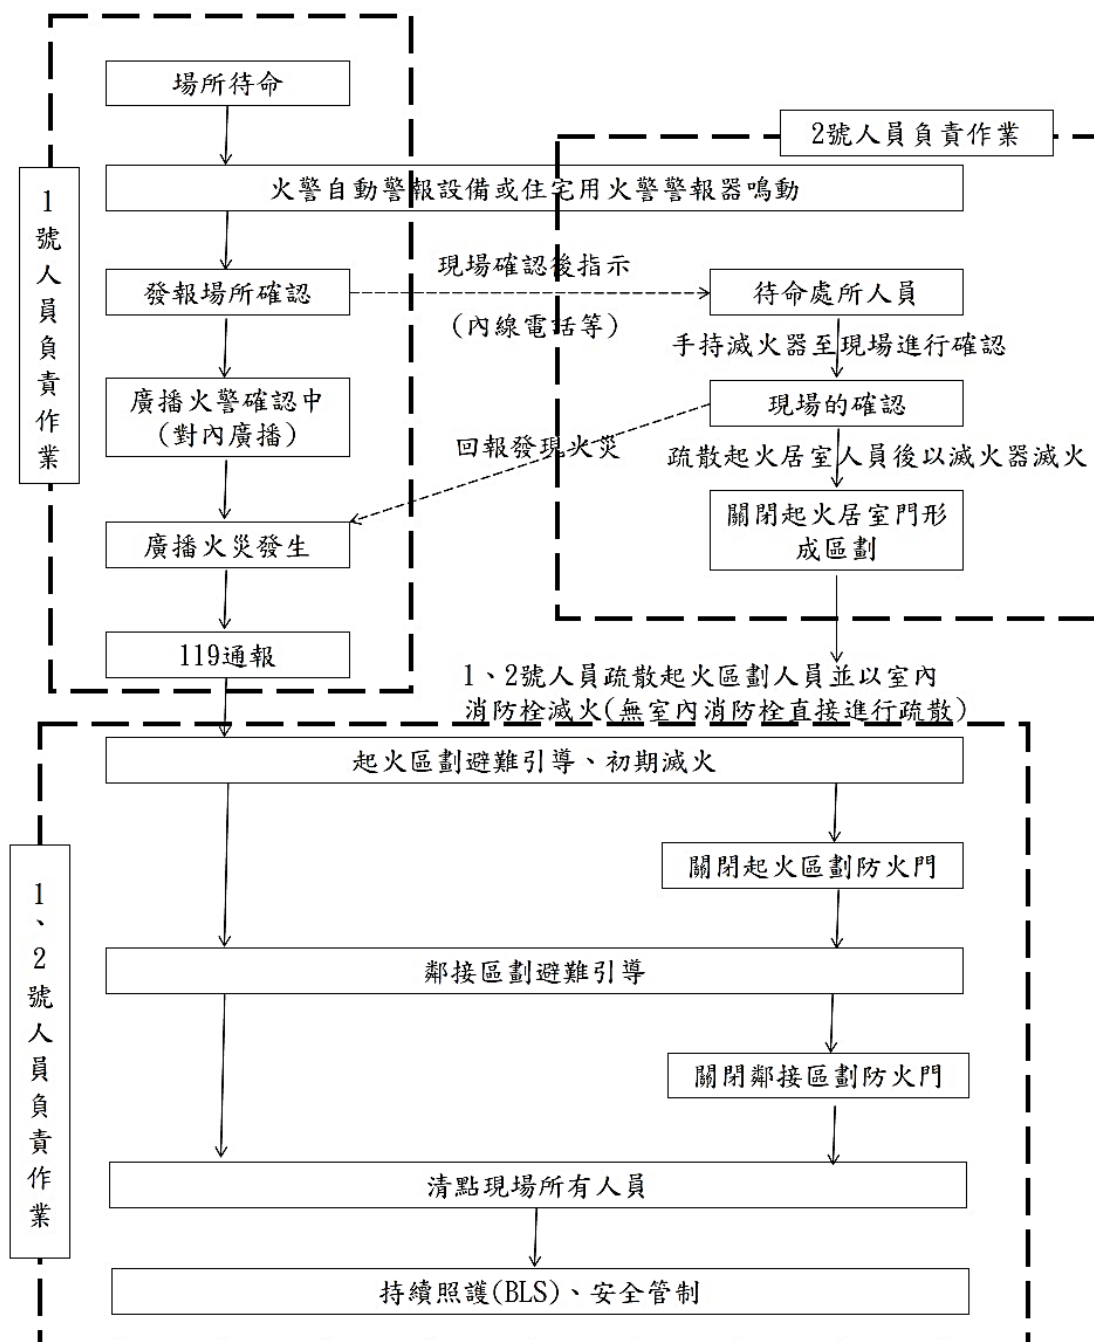 場所待命
2號人員負責作業
火警自動警報設備或住宅用火警警報器鳴動
1號人員負責作業
現場確認後指示
發報場所確認
待命處所人員
(內線電話等)
手持滅火器至現場進行確認
廣播火警確認中
(對內廣播)
現場的確認
回報發現火災
疏散起火居室人員後以滅火器滅火
關閉起火居室門形
成區劃
廣播火災發生
119通報
1、2號人員疏散起火區劃人員並以室內
消防栓滅火(無室內消防栓直接進行疏散)
起火區劃避難引導、初期滅火
關閉起火區劃防火門
1、2號人員負責作業
鄰接區劃避難引導
關閉鄰接區劃防火門
清點現場所有人員
持續照護(BLS)、安全管制